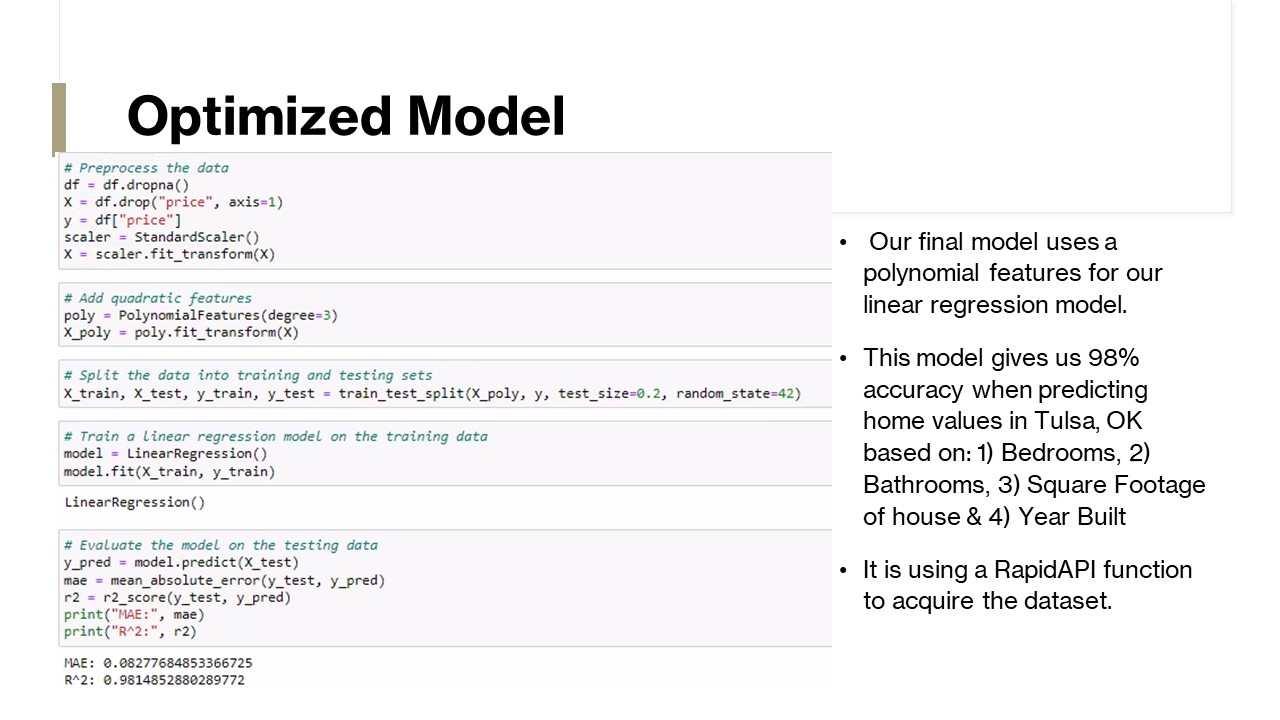 Optimized Model
# Preprocess the data
df = df.dropna()
X = df.drop("price", axis=1)
y = df["price"]
scaler = StandardScaler()
X = scaler.fit_transform(X)
# Add quadratic features
poly = PolynomialFeatures(degree=3)
X_poly = poly.fit_transform(X)
# Split the data into training and testing sets
X_train, X_test, y_train, y_test = train_test_split(X_poly, y, test_size=0.2, random_state=42)
# Train a linear regression model on the training data
model = LinearRegression()
model.fit(X_train, y_train)
LinearRegression()
# Evaluate the model on the testing data
y_pred = model.predict(X_test)
mae = mean_absolute_error(y_test, y_pred)
r2 = r2_score(y_test, y_pred)
print("MAE:", mae)
print("R^2:", r2)
MAE: 0.08277684853366725
R^2: 0.9814852880289772
• Our final model uses a
polynomial features for our
linear regression model.
• This model gives us 98%
accuracy when predicting
home values in Tulsa, OK
based on: 1) Bedrooms, 2)
Bathrooms, 3) Square Footage
of house & 4) Year Built
• It is using a RapidAPI function
to acquire the dataset.